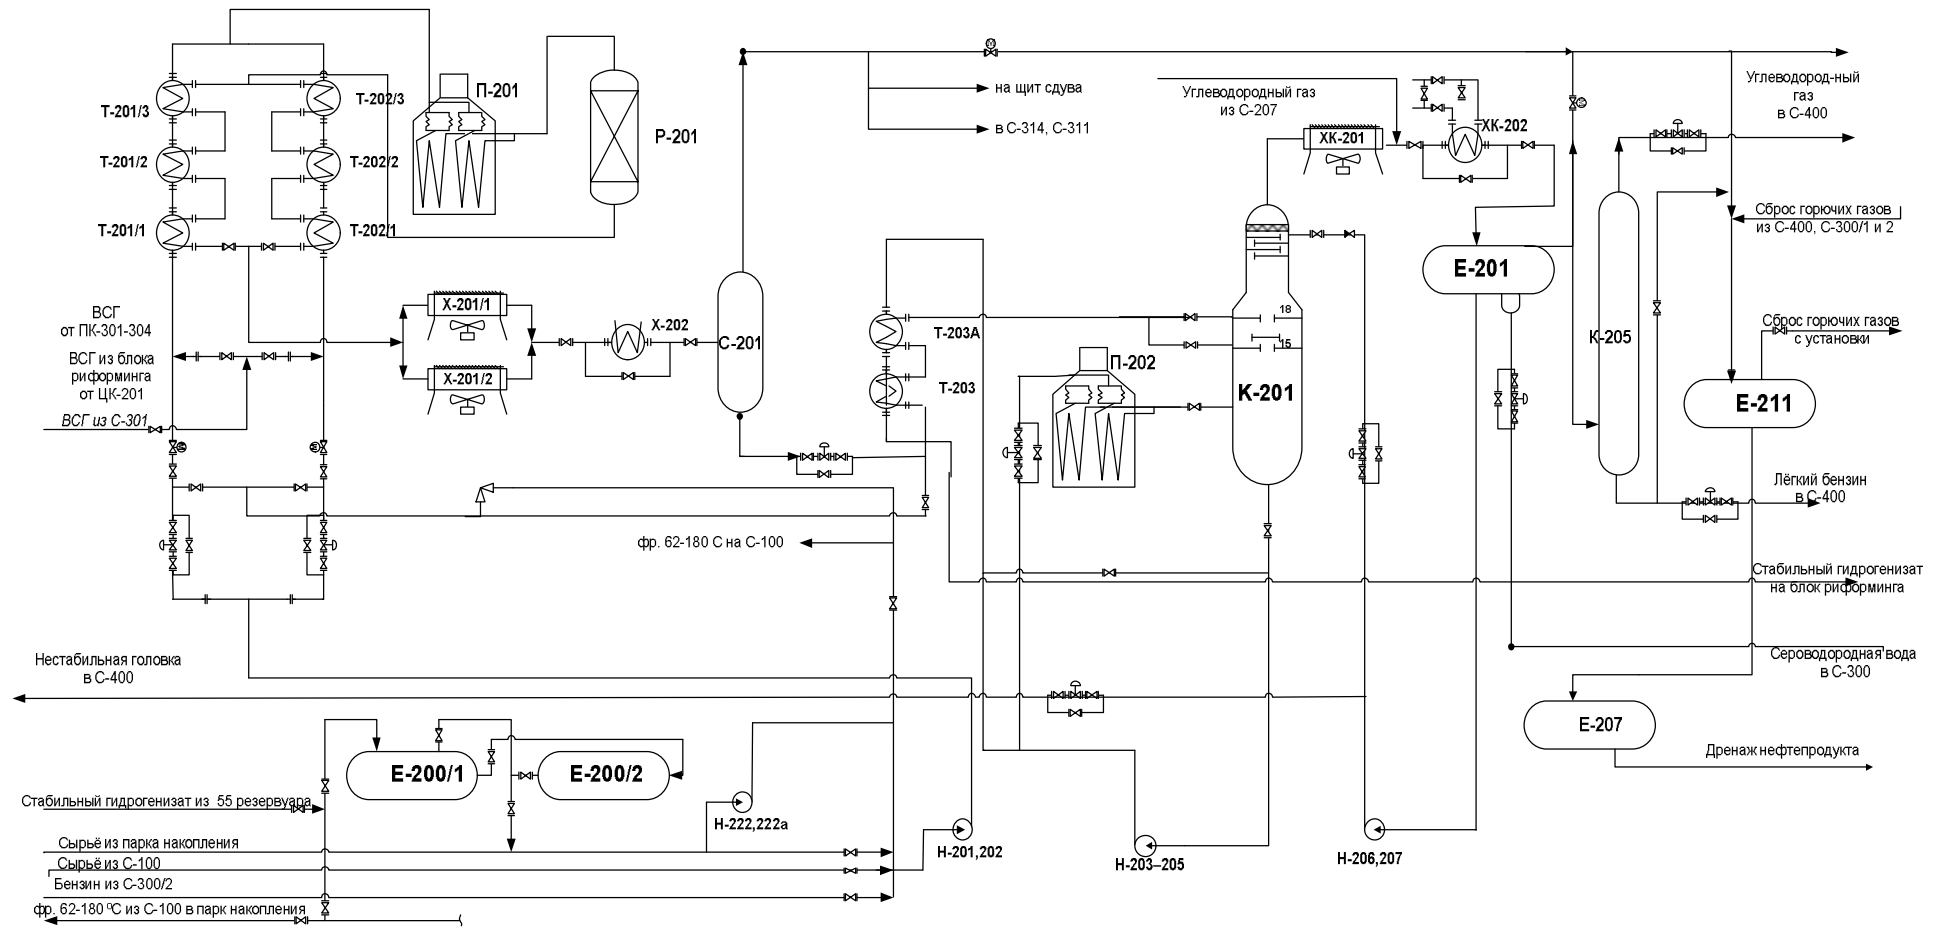 П-201
Т-201/3
Т-202/3
Р-201
Т-201/2
Т-202/2
Т-201/1
Т-202/1
М
на щит сдува
в С-314, С-311
Углеводородный газ
из С-207
ХК-201
ХК-202
Углеводород-ный
газ
в С-400
Сброс горючих газов
из С-400, С-300/1 и 2
Е-201
ВСГ
от ПК-301-304
ВСГ из блока
риформинга
от ЦК-201
ВСГ из С-301
Х-201/1
Х-201/2
Х-202
С-201
Т-203А
Т-203
П-202
18
15
К-201
К-205
Сброс горючих газов
с установки
Е-211
Лёгкий бензин
в С-400
фр. 62-180 С на С-100
Стабильный гидрогенизат
на блок риформинга
Нестабильная головка
в С-400
Сероводородная вода
в С-300
Е-200/1
Е-200/2
Е-207
Дренаж нефтепродукта
Стабильный гидрогенизат из 55 резервуара
Н-222,222а
Сырьё из парка накопления
Н-201,202
Н-203–205
Н-206,207
Сырьё из С-100
Бензин из С-300/2
фр. 62-180 ⁰С из С-100 в парк накопления